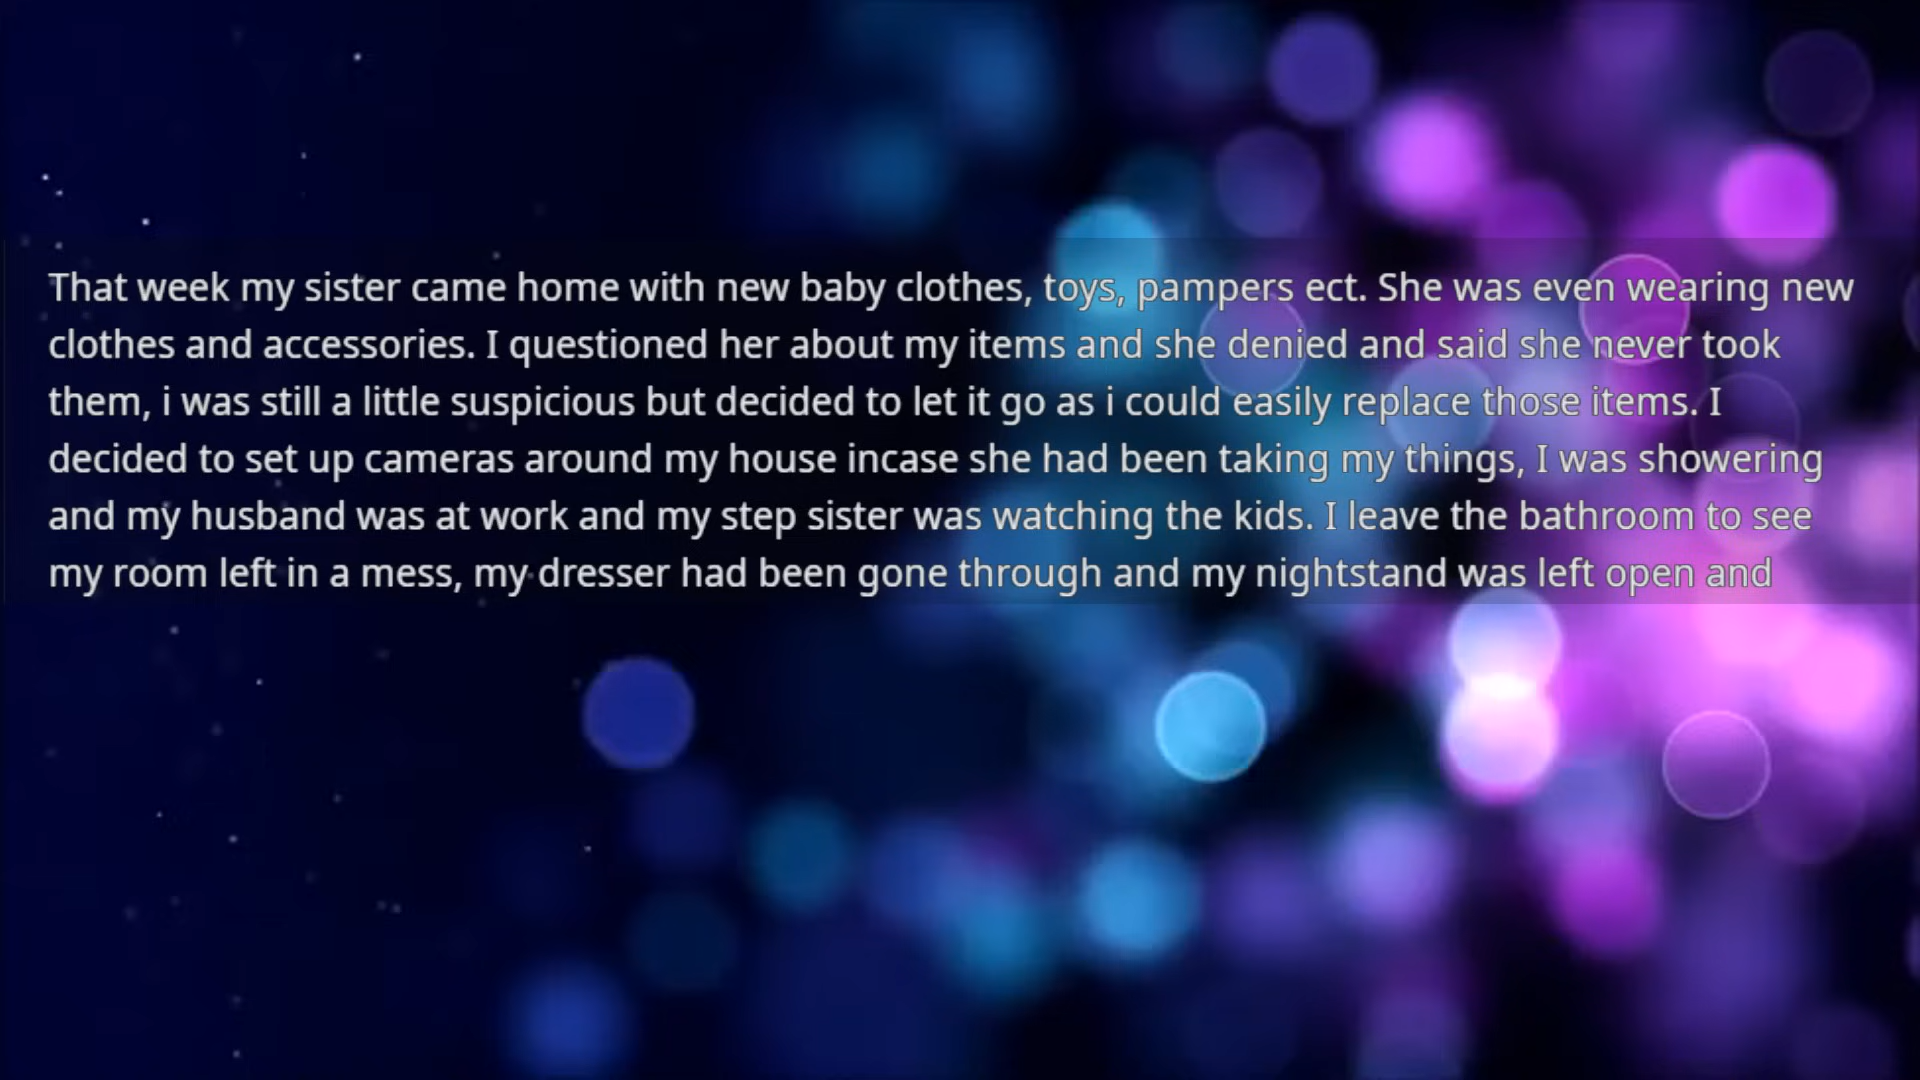 That week my sister came home with new baby clothes, toys, pampers ect. She was even wearing new
clothes and accessories. I questioned her about my items and she denied and said she never took
them, i was still a little suspicious but decided to let it go as i could easily replace those items. I
decided to set up cameras around my house incase she had been taking my things, I was showering
and my husband was at work and my step sister was watching the kids. I leave the bathroom to see
my room left in a mess, my dresser had been gone through and my nightstand was left open and